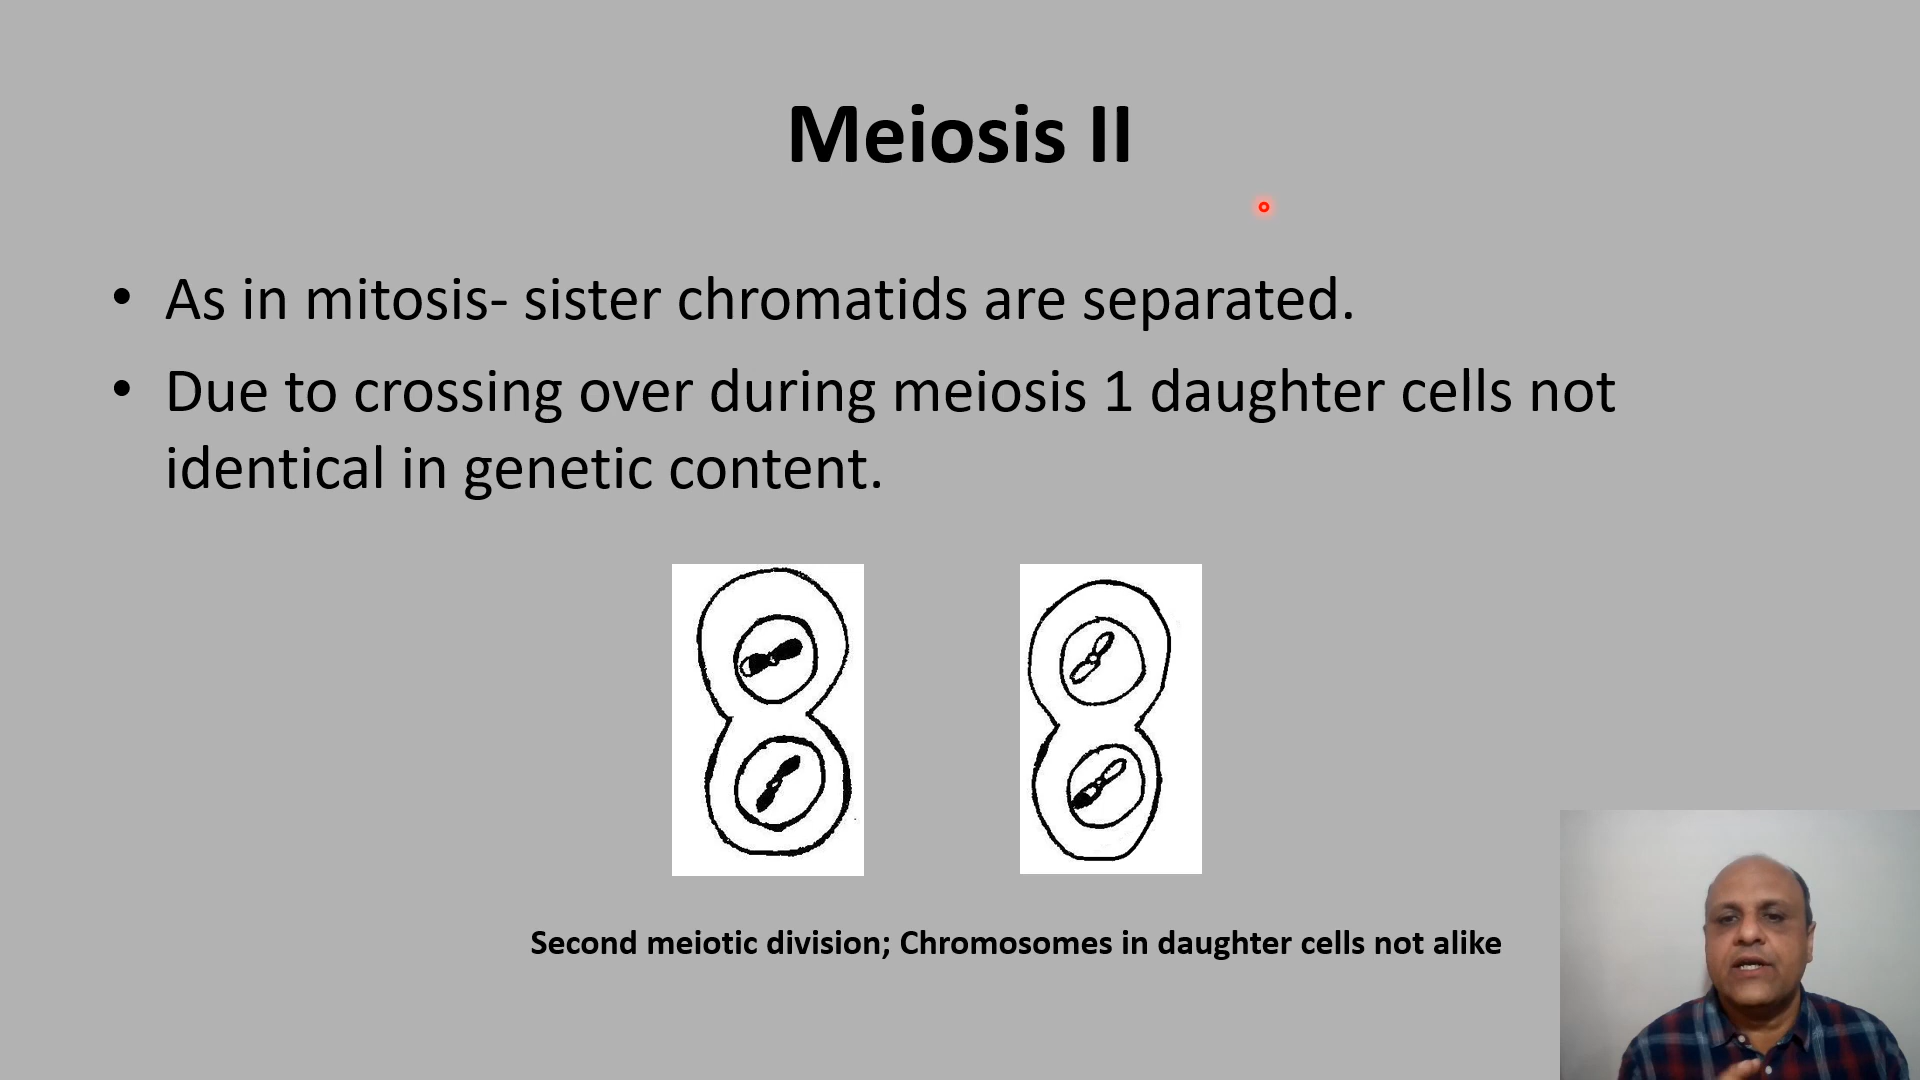 Meiosis II
• As in mitosis- sister chromatids are separated.
• Due to crossing over during meiosis 1 daughter cells not
identical in genetic content.
Second meiotic division; Chromosomes in daughter cells not alike